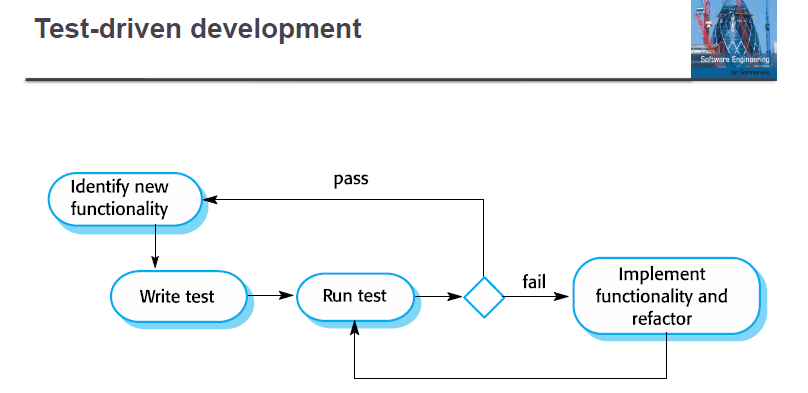 Test-driven development
Software Engineering
Ian Sommerville
Identify new
functionality
pass
Write test
Run test
fail
Implement
functionality and
refactor